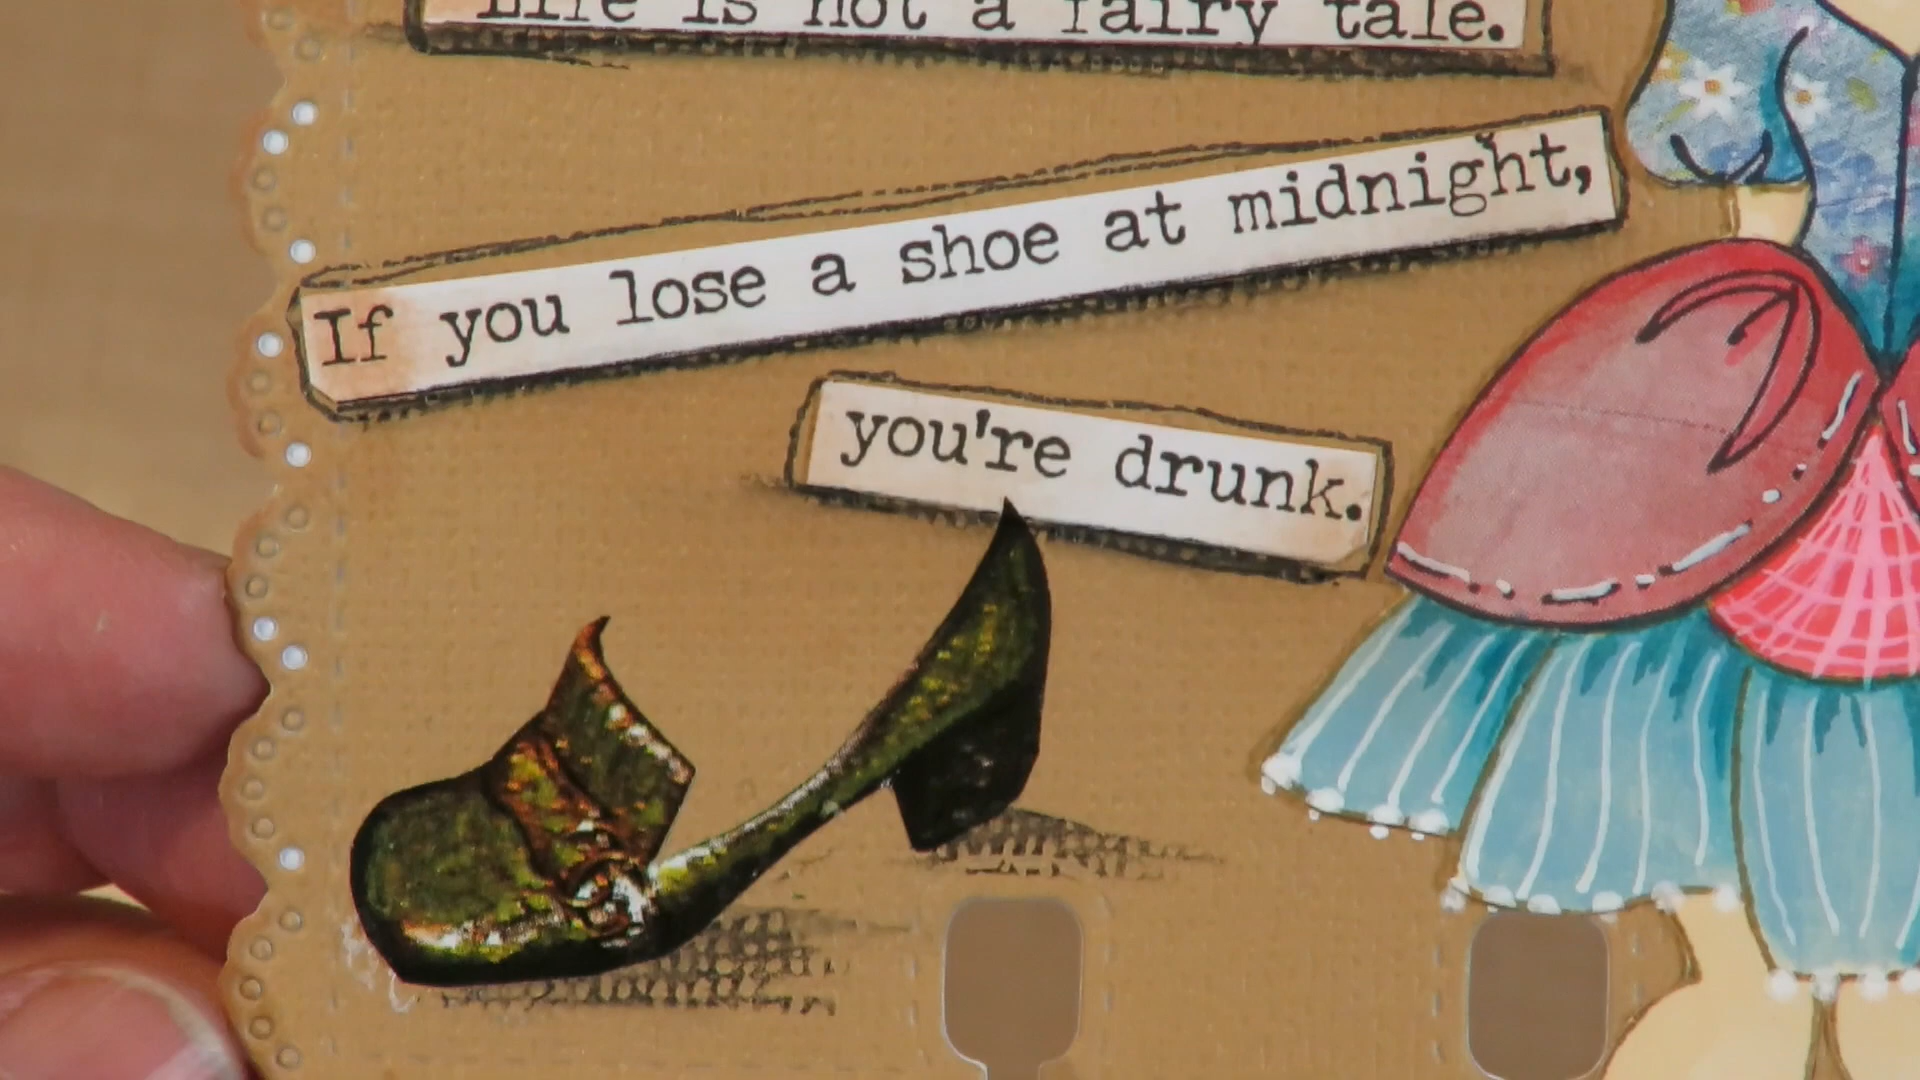 Life is not a fairy tale.
If you lose a shoe at midnight,
you're drunk.